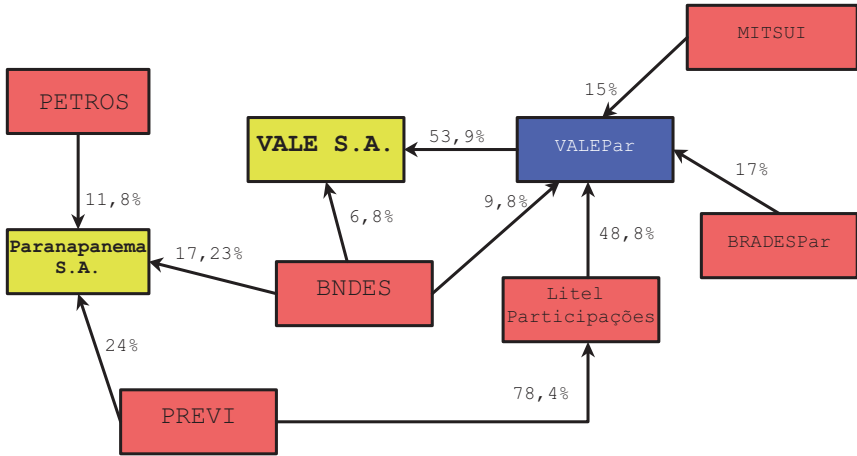 MITSUI
PETROS
15%
VALE S.A.
53,9%
VALEPar
17%
11,8%
6,8%
9,8%
Paranapanema
S.A.
17,23%
48,8%
BRADESPar
BNDES
Litel
Participações
24%
78,4%
PREVI